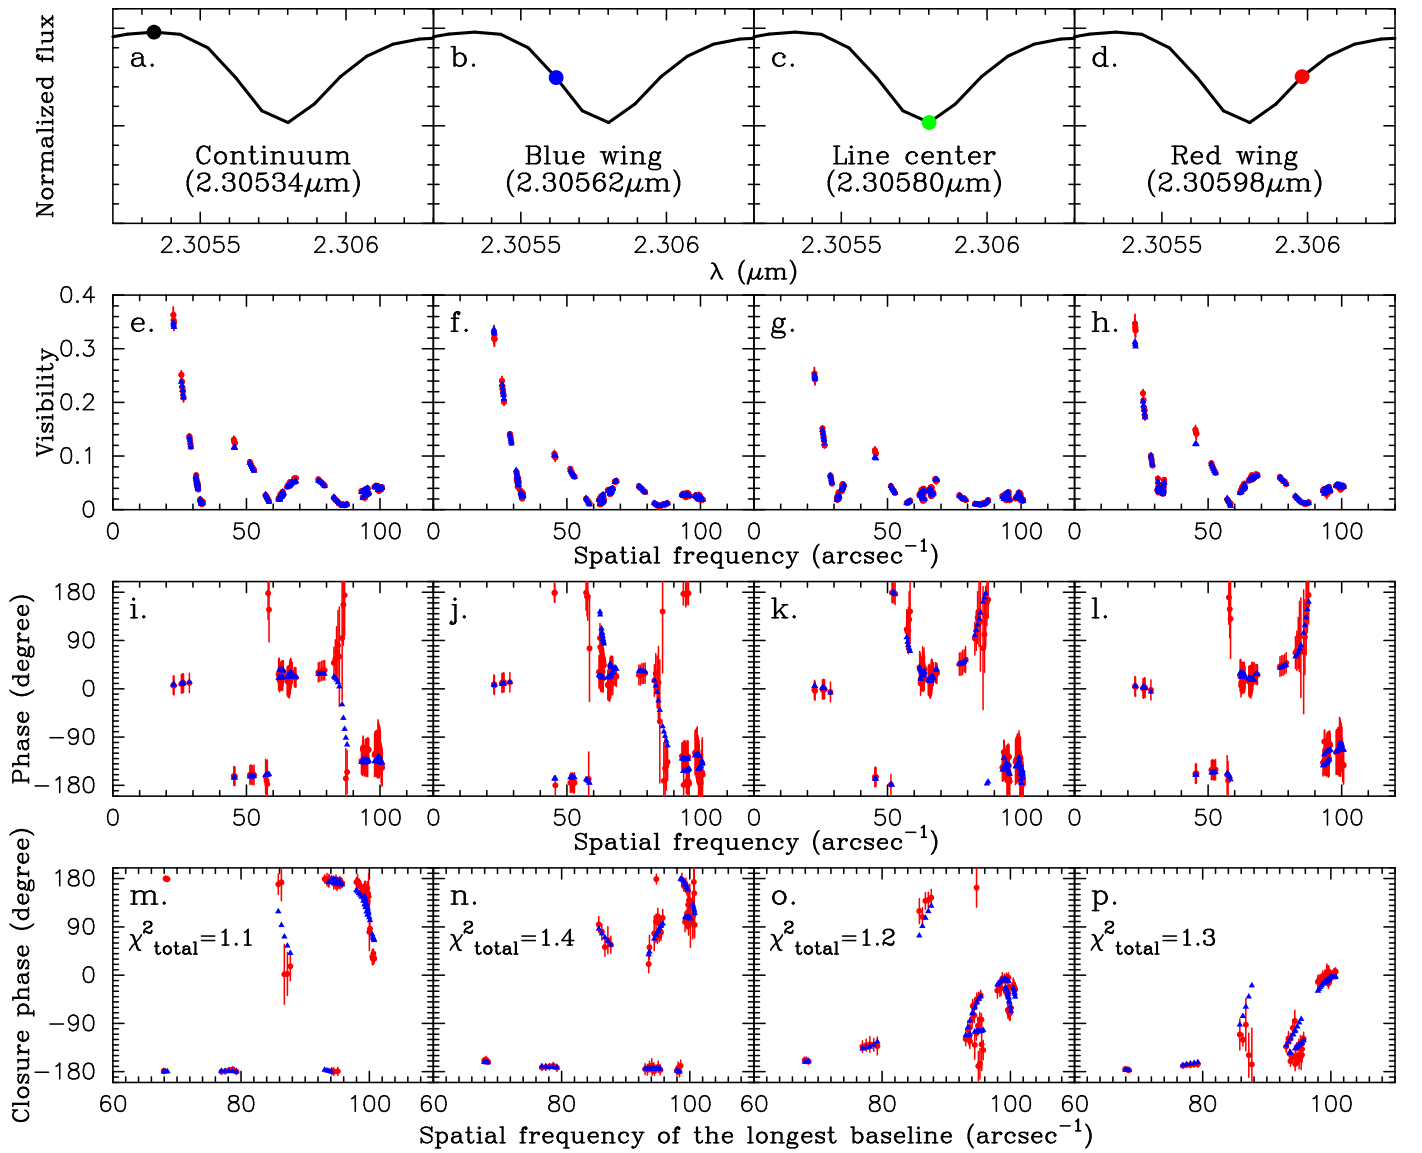 Normalized flux
a.
b.
c.
d.
Continuum
(2.30534μm)
Blue wing
(2.30562μm)
Line center
(2.30580μm)
Red wing
(2.30598μm)
2.3055 2.306 2.3055 2.306 2.3055 2.306 2.3055 2.306
λ (μm)
Visibility
0.4
0.3
0.2
0.1
0
e.
f.
g.
h.
0 50 100 0 50 100 0 50 100 0 50 100
Spatial frequency (arcsec⁻¹)
Phase (degree)
180
90
0
−90
−180
i.
j.
k.
l.
0 50 100 0 50 100 0 50 100 0 50 100
Spatial frequency (arcsec⁻¹)
Closure phase (degree)
180
90
0
−90
−180
m.
χ²total=1.1
n.
χ²total=1.4
o.
χ²total=1.2
p.
χ²total=1.3
60 80 100 60 80 100 60 80 100 60 80 100
Spatial frequency of the longest baseline (arcsec⁻¹)